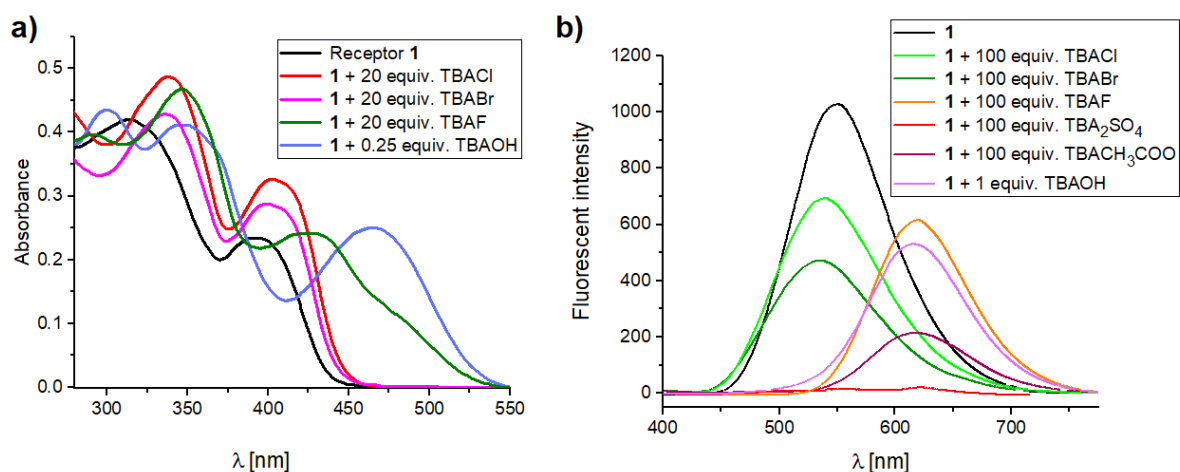 a)
Absorbance
0.5
0.4
0.3
0.2
0.1
0.0
300
350
400
450
500
550
λ [nm]
Receptor 1
1 + 20 equiv. TBACl
1 + 20 equiv. TBABr
1 + 20 equiv. TBAF
1 + 0.25 equiv. TBAOH
b)
Fluorescent intensity
1200
1000
800
600
400
200
0
400
500
600
700
λ [nm]
1
1 + 100 equiv. TBACl
1 + 100 equiv. TBABr
1 + 100 equiv. TBAF
1 + 100 equiv. TBA₂SO₄
1 + 100 equiv. TBACH₃COO
1 + 1 equiv. TBAOH